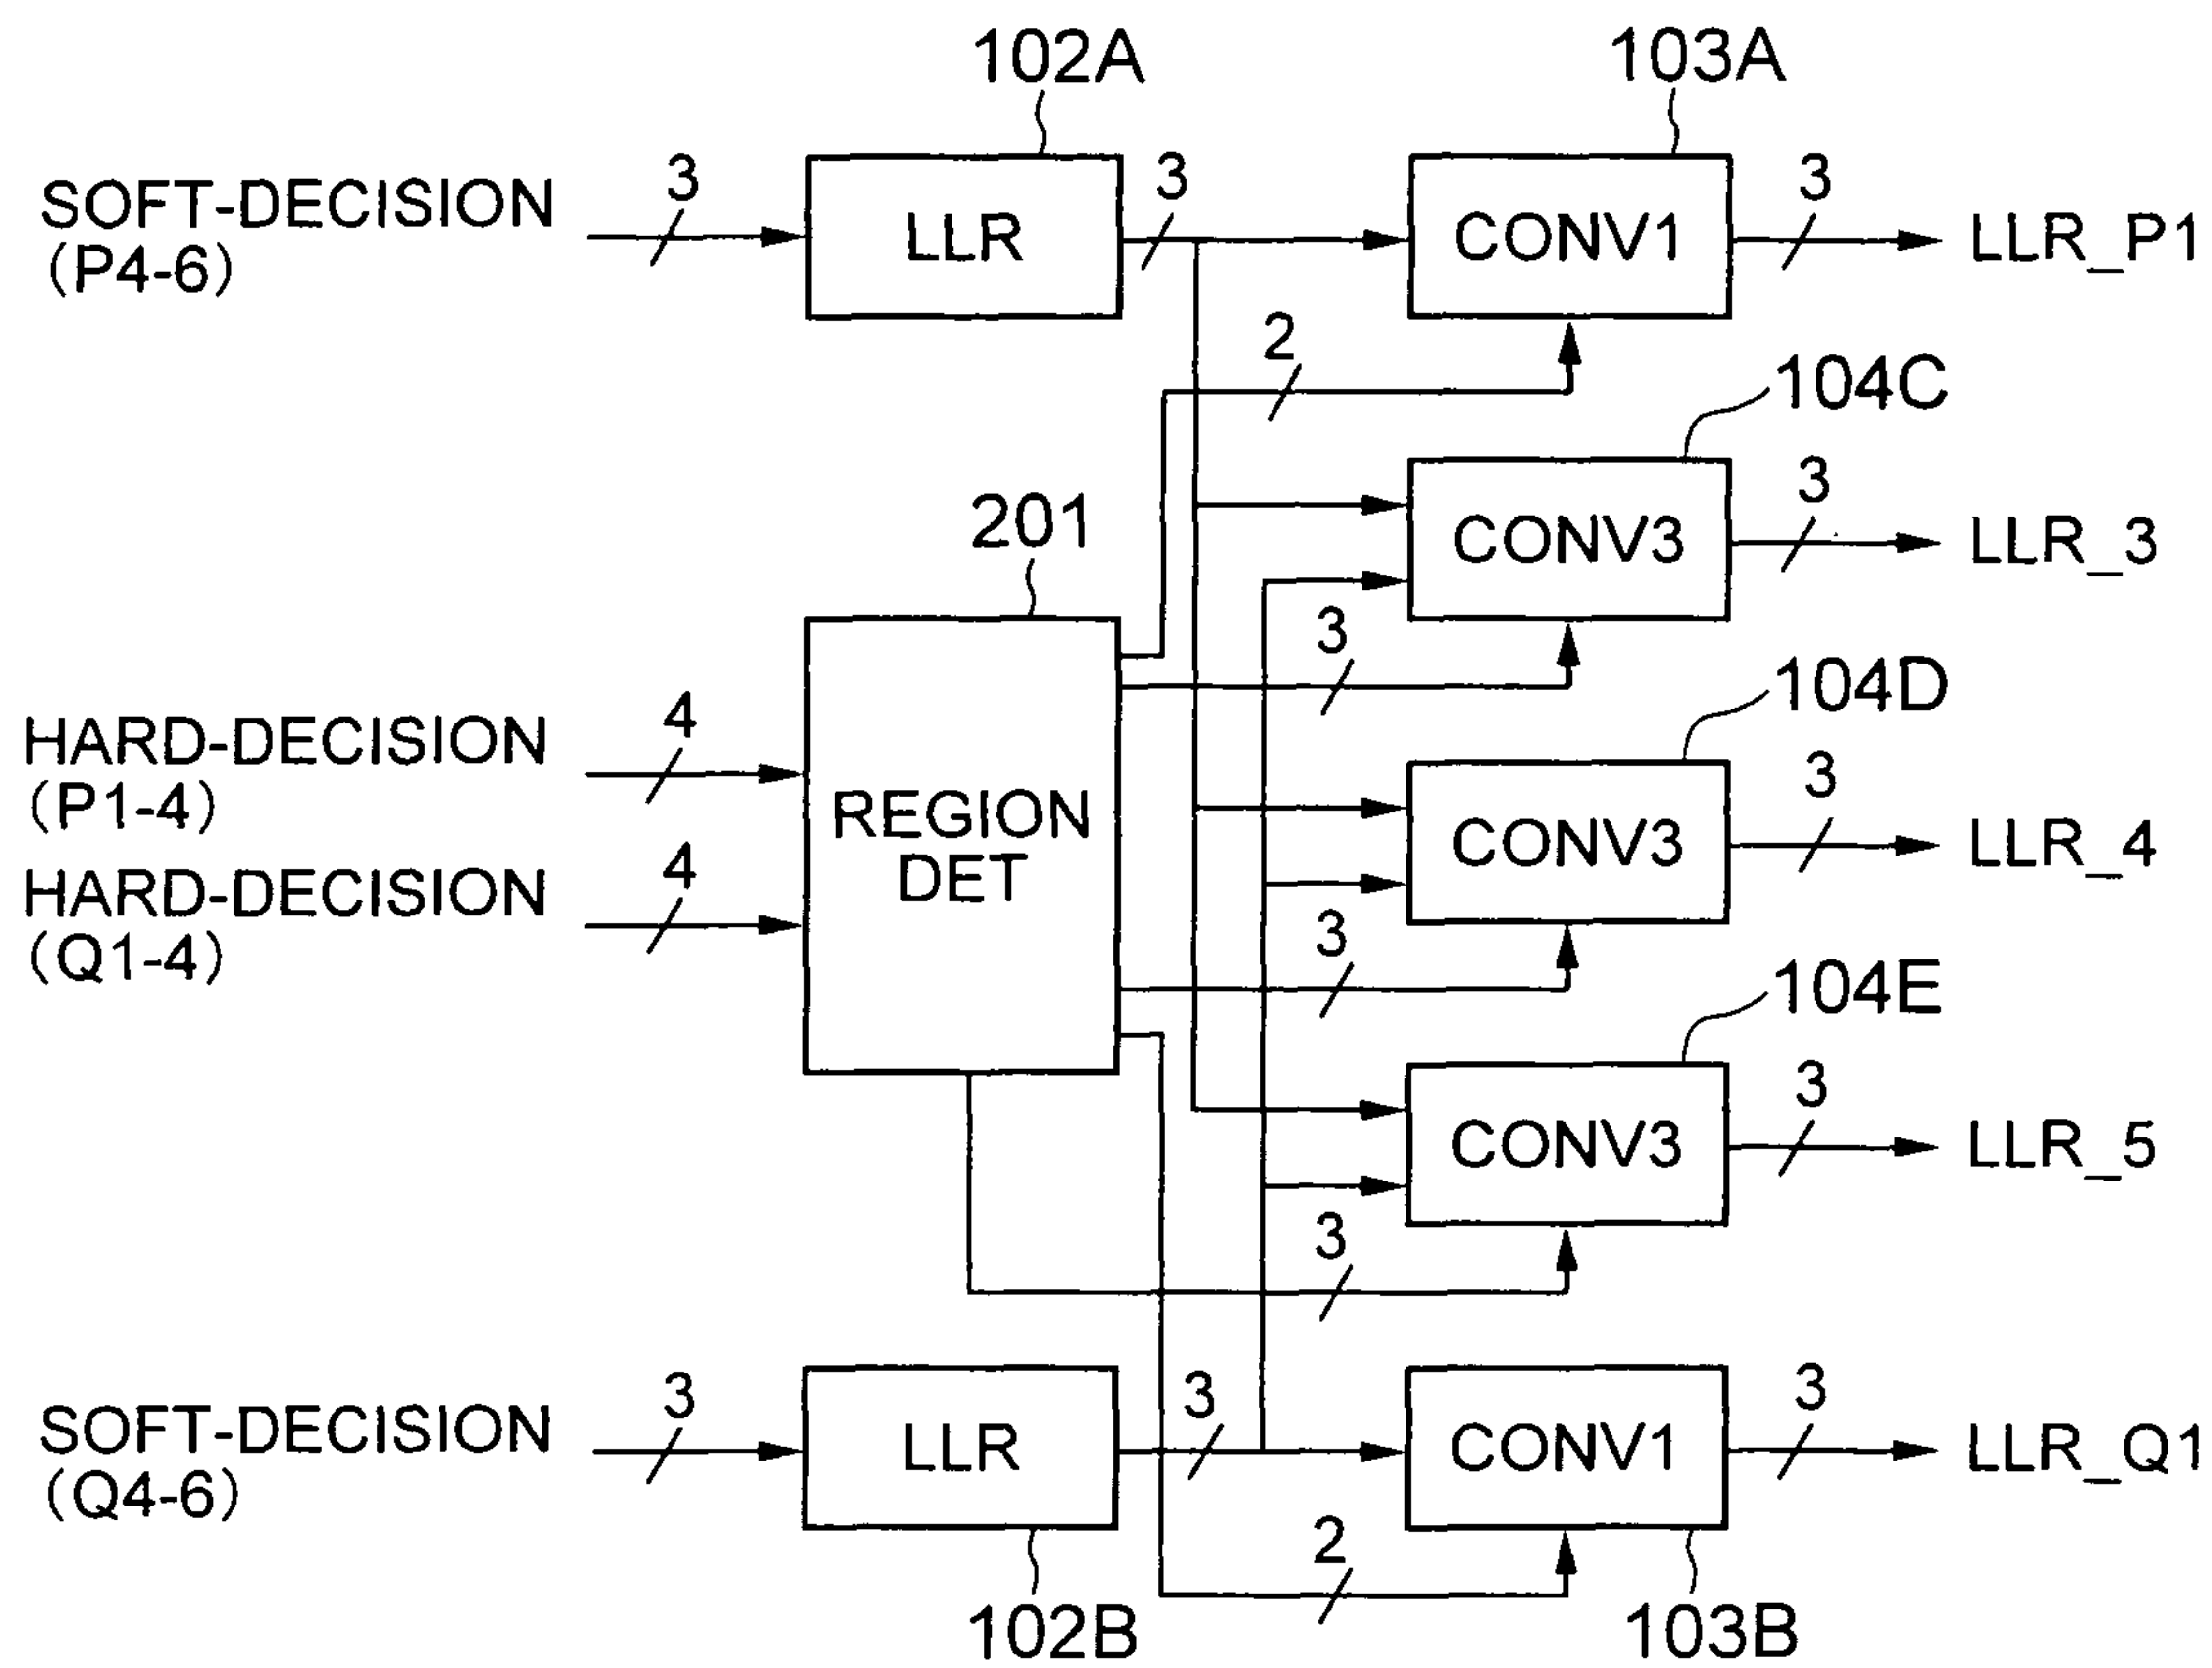 102A
103A
SOFT-DECISION
(P4-6)
3
LLR
3
CONV1
3
LLR_P1
2
104C
201
CONV3
3
LLR_3
3
104D
HARD-DECISION
(P1-4)
4
HARD-DECISION
(Q1-4)
4
REGION
DET
CONV3
3
LLR_4
3
104E
CONV3
3
LLR_5
3
SOFT-DECISION
(Q4-6)
3
LLR
3
CONV1
3
LLR_Q1
2
102B
103B